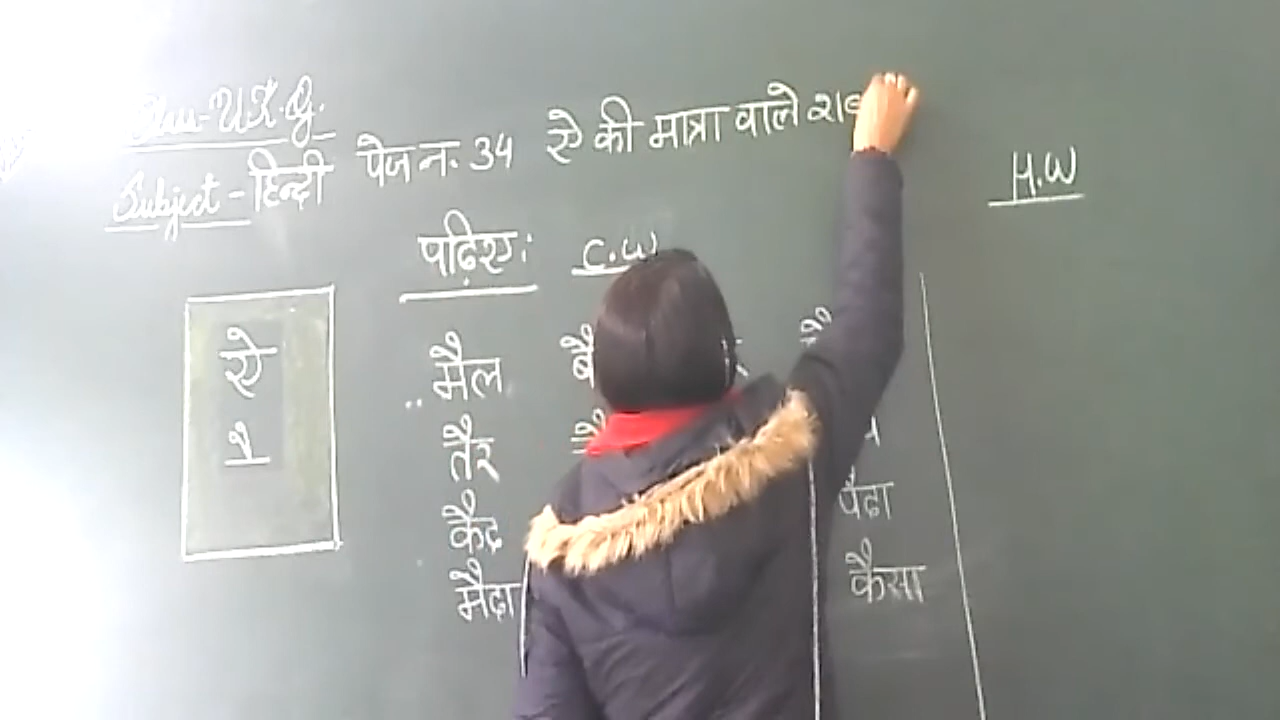 Class-U.K.G.
Subject - हिन्दी पेज न. 34 ऐ की मात्रा वाले
H.W
पढ़िए: C.W
ऐ
ै
मैल
तैर
कैद
मैदा
पैदा
कैसा